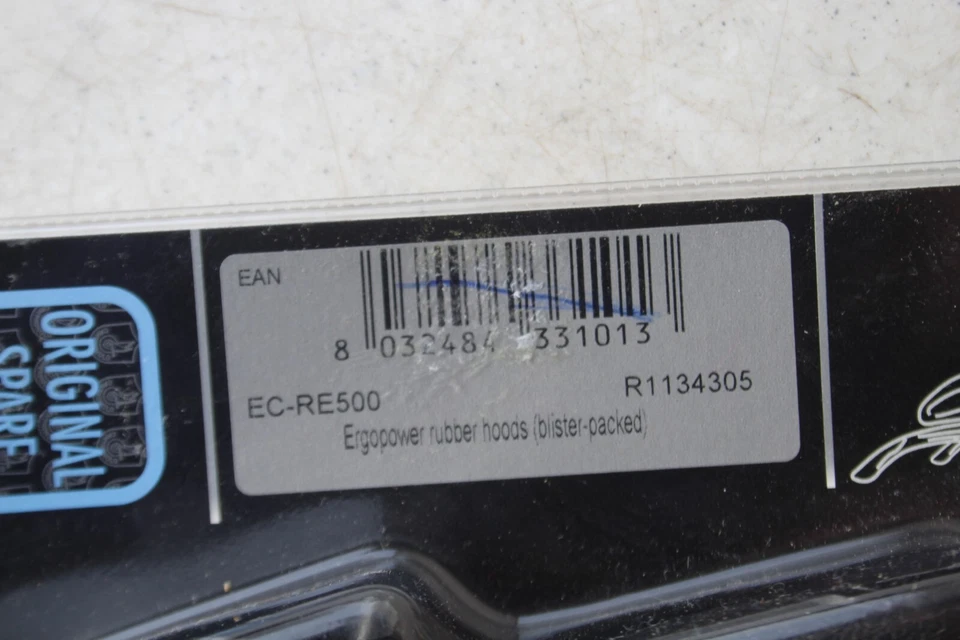 EAN
8 032484 331013
EC-RE500
R1134305
Ergopower rubber hoods (blister-packed)
ORIGINAL
SPARE